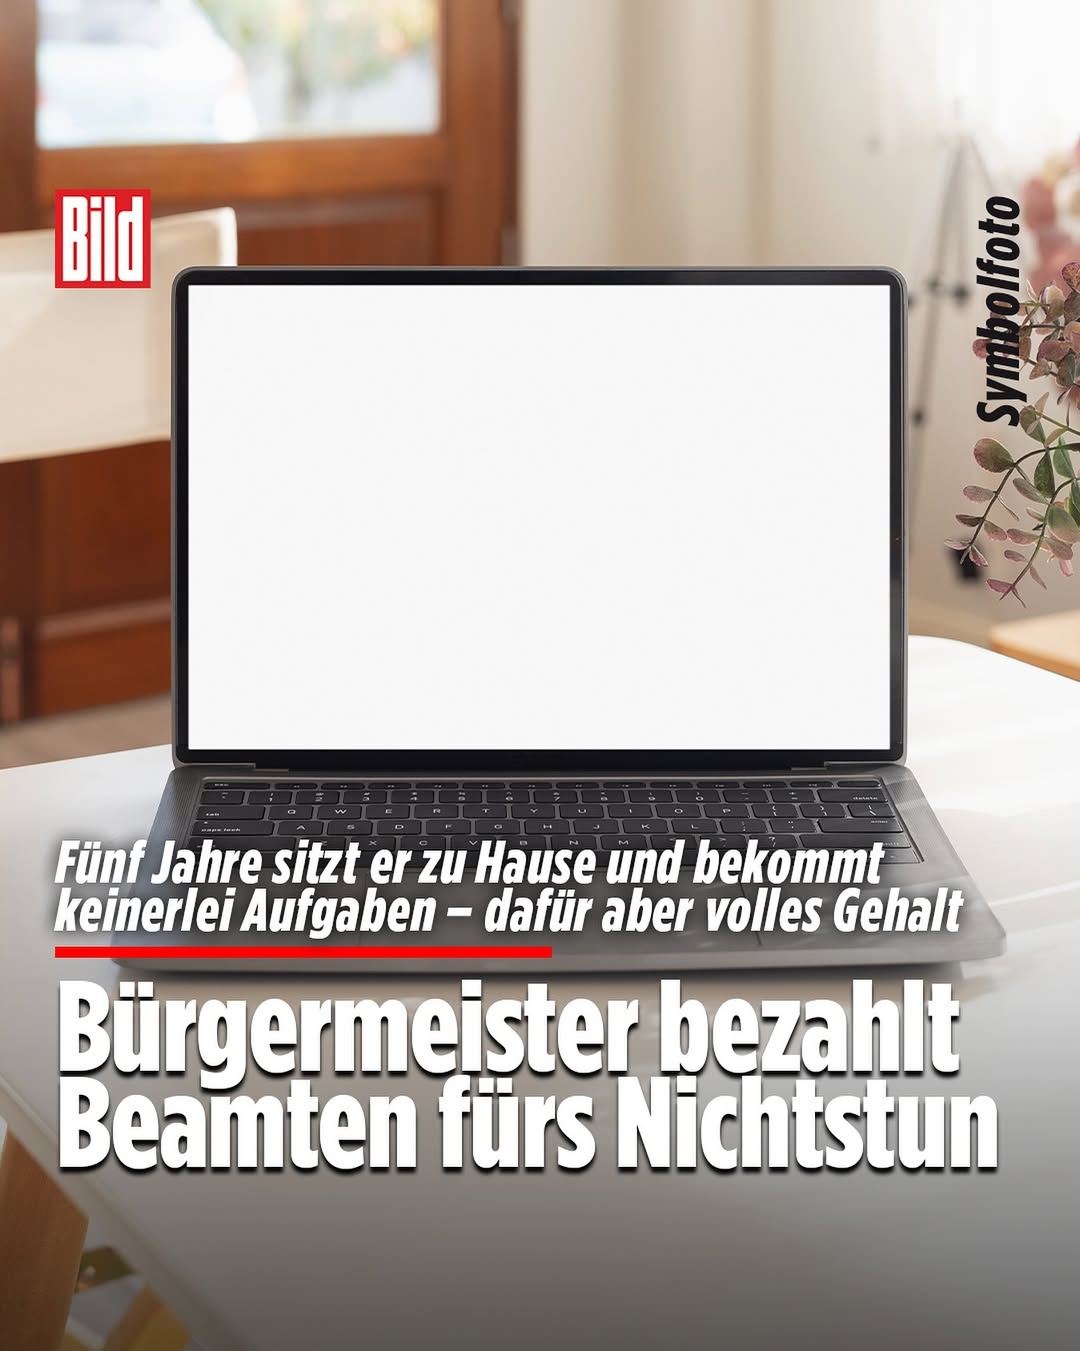 Bild
Symbolfoto
Fünf Jahre sitzt er zu Hause und bekommt
keinerlei Aufgaben – dafür aber volles Gehalt
Bürgermeister bezahlt
Beamten fürs Nichtstun